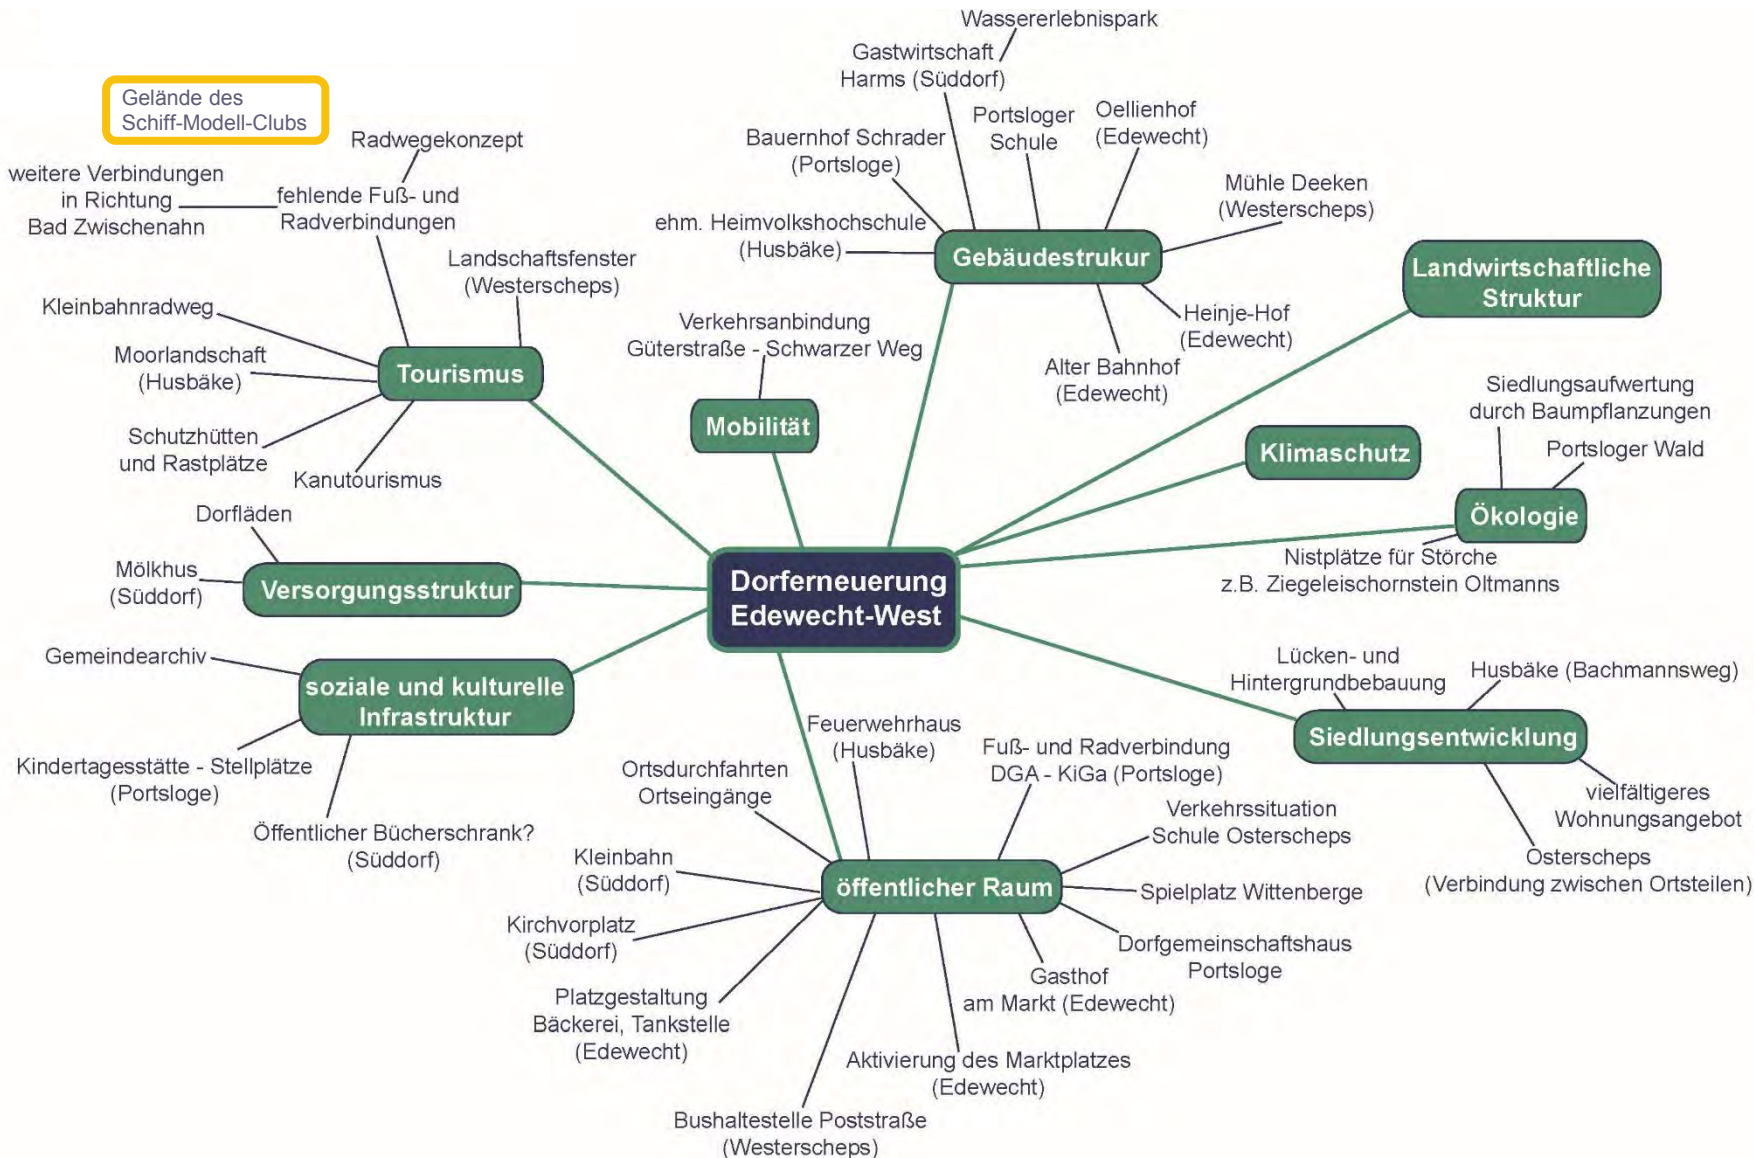 Wassererlebnispark
Gastwirtschaft
Harms (Süddorf)
Gelände des
Schiff-Modell-Clubs
Radwegekonzept
Bauernhof Schrader
(Portsloge)
Portsloger
Schule
Oellienhof
(Edewecht)
weitere Verbindungen
in Richtung
Bad Zwischenahn
fehlende Fuß- und
Radverbindungen
Mühle Deeken
(Westerscheps)
ehm. Heimvolkshochschule
(Husbäke)
Gebäudestrukur
Landschaftsfenster
(Westerscheps)
Landwirtschaftliche
Struktur
Kleinbahnradweg
Verkehrsanbindung
Güterstraße - Schwarzer Weg
Heinje-Hof
(Edewecht)
Moorlandschaft
(Husbäke)
Tourismus
Alter Bahnhof
(Edewecht)
Siedlungsaufwertung
durch Baumpflanzungen
Mobilität
Schutzhütten
und Rastplätze
Kanutourismus
Klimaschutz
Portsloger Wald
Dorfläden
Ökologie
Mölkhus
(Süddorf)
Versorgungsstruktur
Dorferneuerung
Edewecht-West
Nistplätze für Störche
z.B. Ziegeleischornstein Oltmanns
Gemeindearchiv
soziale und kulturelle
Infrastruktur
Lücken- und
Hintergrundbebauung
Husbäke (Bachmannsweg)
Siedlungsentwicklung
Kindertagesstätte - Stellplätze
(Portsloge)
Feuerwehrhaus
(Husbäke)
Fuß- und Radverbindung
DGA - KiGa (Portsloge)
Ortsdurchfahrten
Ortseingänge
vielfältigeres
Wohnungsangebot
Öffentlicher Bücherschrank?
(Süddorf)
Verkehrssituation
Schule Osterscheps
Osterscheps
(Verbindung zwischen Ortsteilen)
Kleinbahn
(Süddorf)
öffentlicher Raum
Spielplatz Wittenberge
Kirchvorplatz
(Süddorf)
Dorfgemeinschaftshaus
Portsloge
Gasthof
am Markt (Edewecht)
Platzgestaltung
Bäckerei, Tankstelle
(Edewecht)
Aktivierung des Marktplatzes
(Edewecht)
Bushaltestelle Poststraße
(Westerscheps)